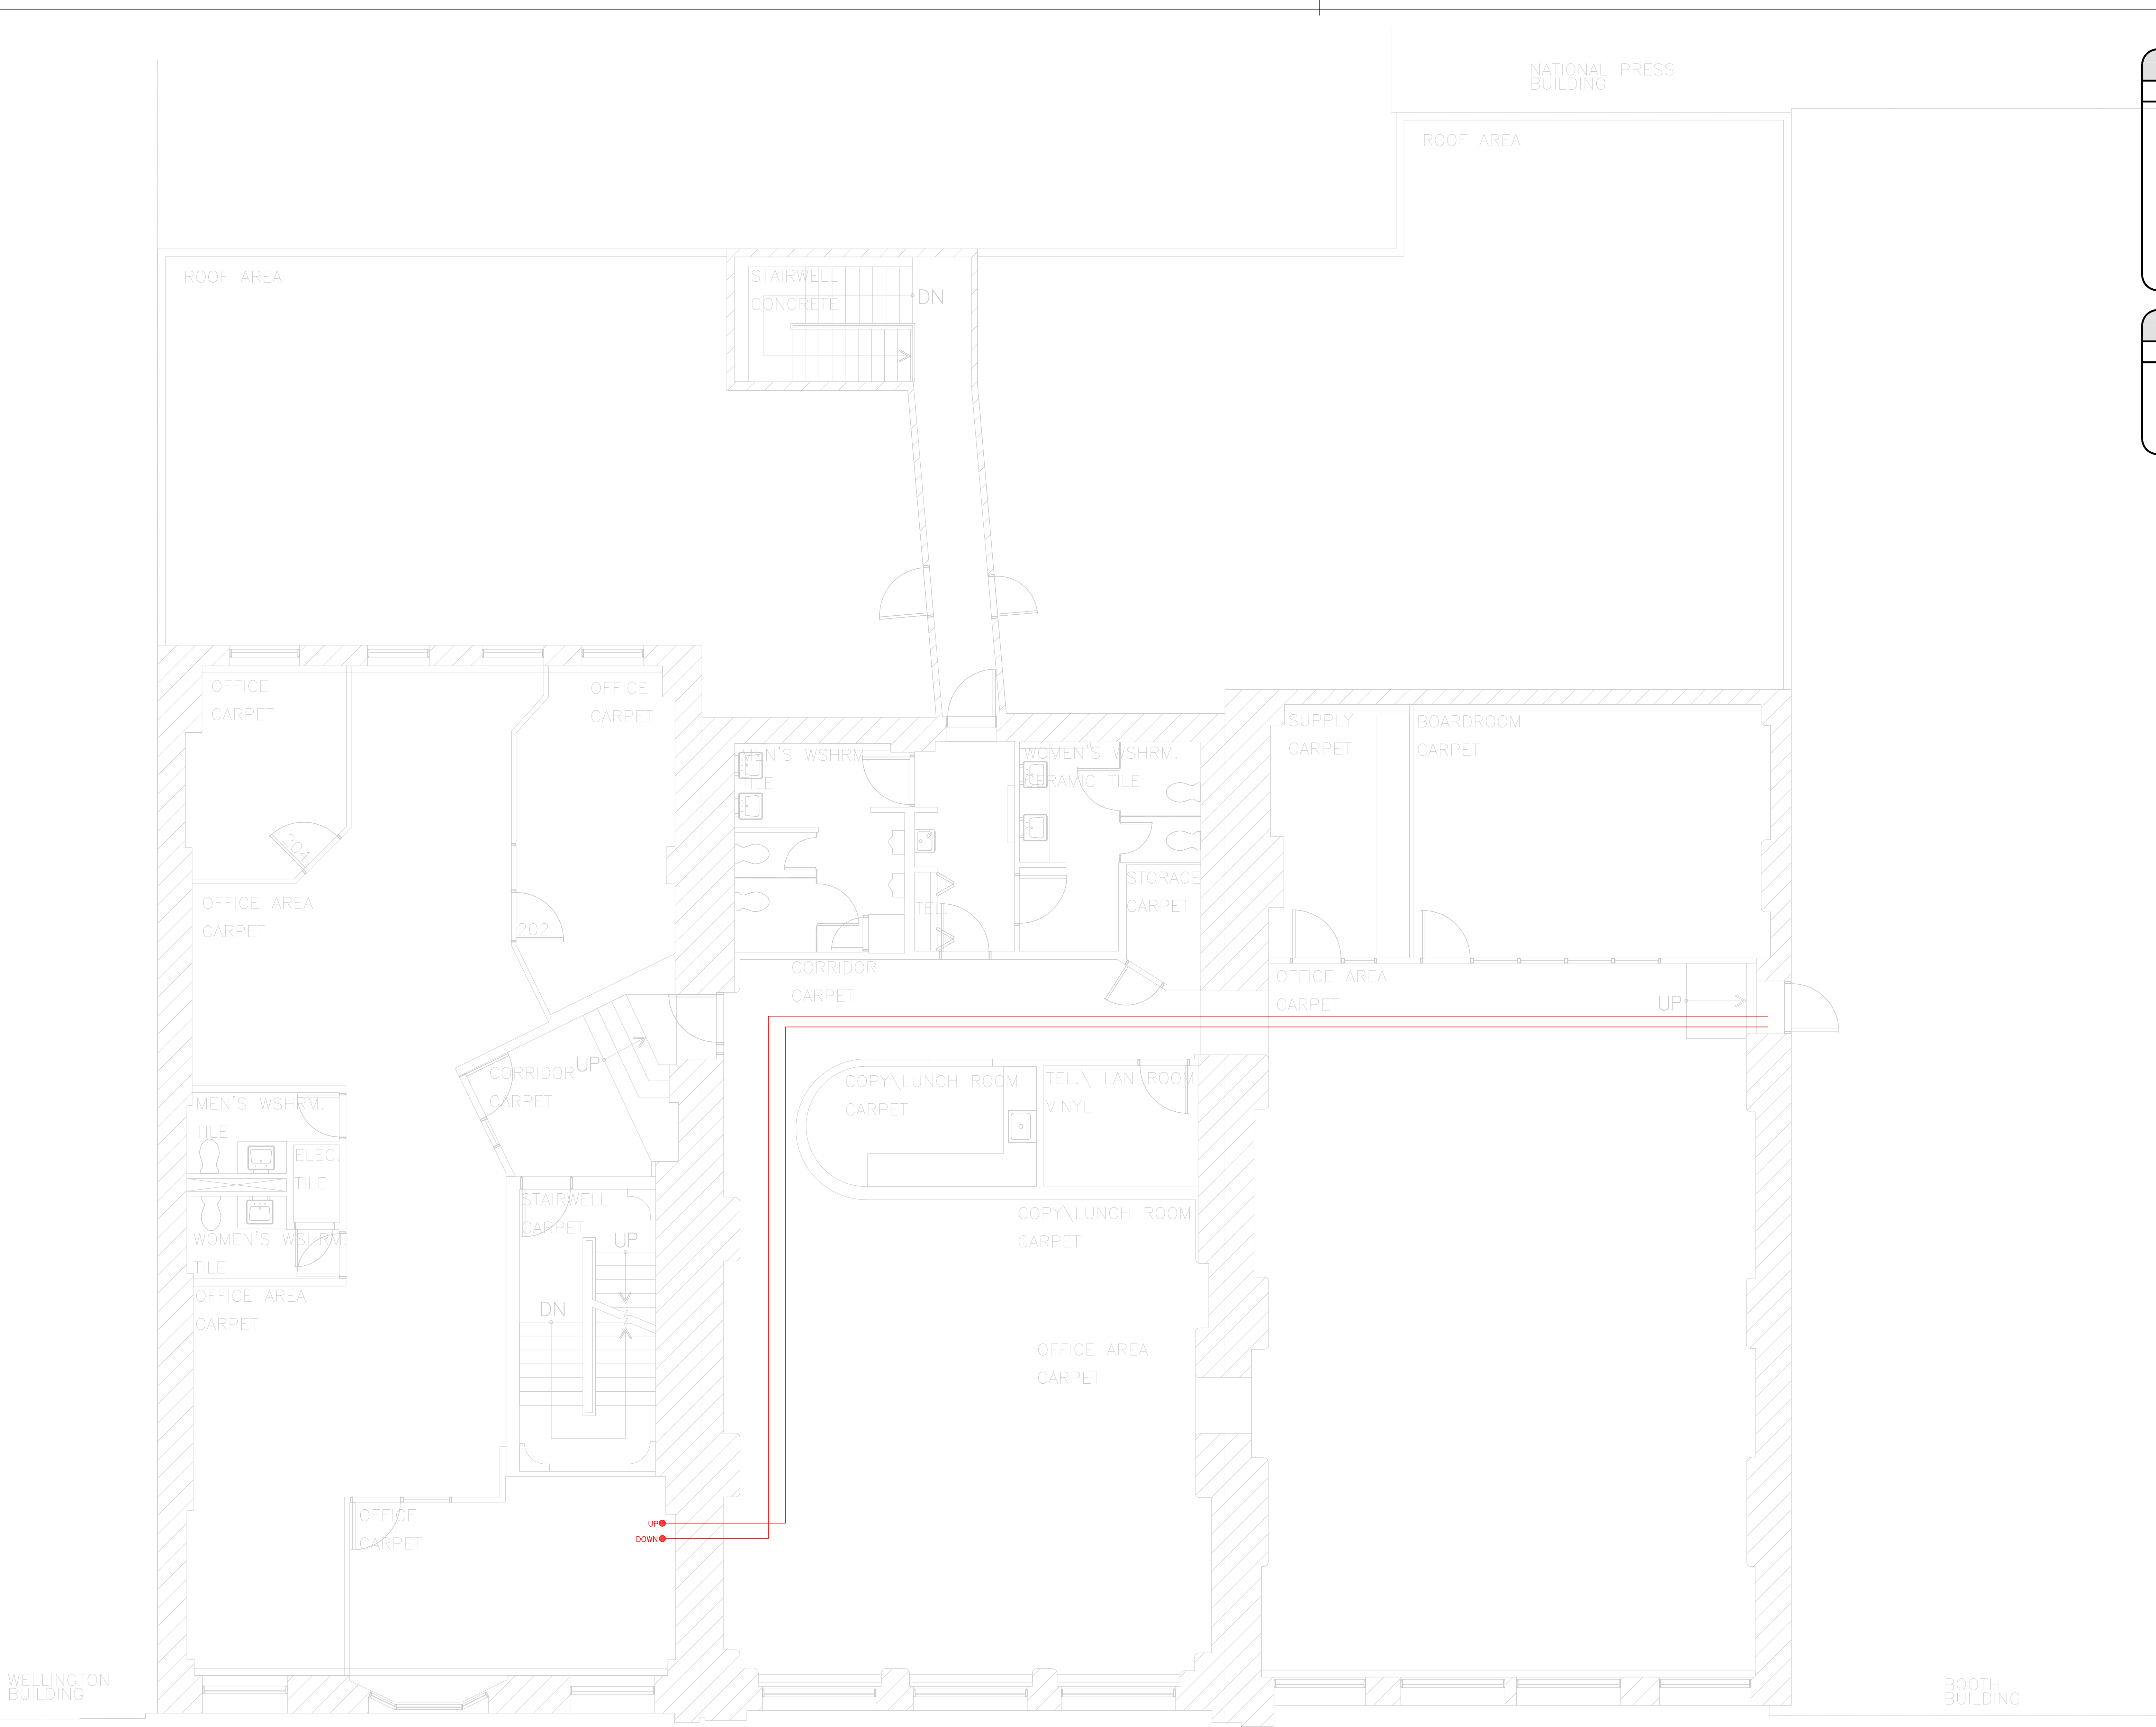 NATIONAL PRESS
BUILDING
ROOF AREA
ROOF AREA
STAIRWELL
CONCRETE
DN
OFFICE
CARPET
OFFICE
CARPET
204
202
OFFICE AREA
CARPET
MEN'S WSHRM.
TILE
WOMEN'S WSHRM.
CERAMIC TILE
TEL.
STORAGE
CARPET
SUPPLY
CARPET
BOARDROOM
CARPET
CORRIDOR
CARPET
OFFICE AREA
CARPET
UP
CORRIDOR
CARPET
UP
COPY\LUNCH ROOM
CARPET
TEL.\ LAN ROOM
VINYL
MEN'S WSHRM.
TILE
ELEC.
TILE
WOMEN'S WSHRM.
TILE
STAIRWELL
CARPET
UP
DN
COPY\LUNCH ROOM
CARPET
OFFICE AREA
CARPET
OFFICE AREA
CARPET
OFFICE
CARPET
UP
DOWN
WELLINGTON
BUILDING
BOOTH
BUILDING